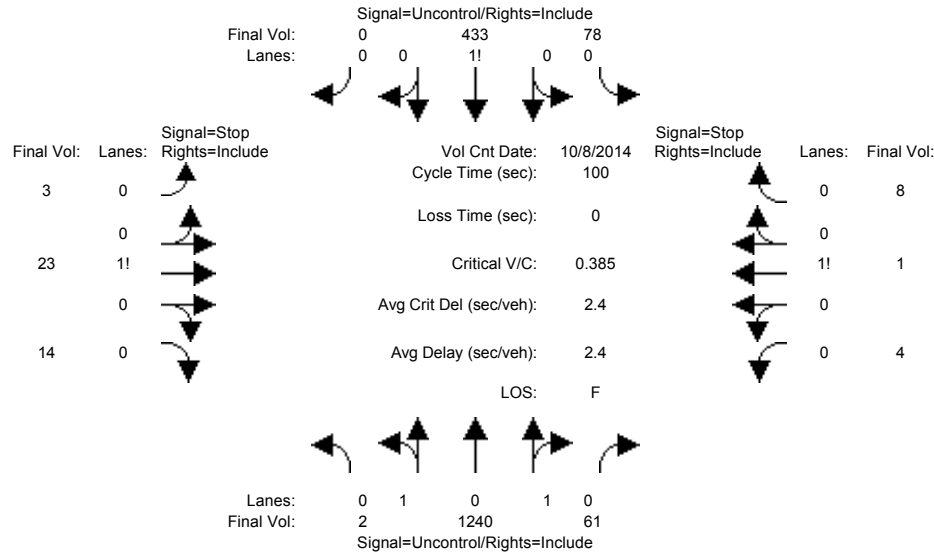 Signal=Uncontrol/Rights=Include
Final Vol: 0 433 78
Lanes: 0 0 1! 0 0
Signal=Stop Signal=Stop
Final Vol: Lanes: Rights=Include Vol Cnt Date: 10/8/2014 Rights=Include Lanes: Final Vol:
Cycle Time (sec): 100
3 0 0 8
Loss Time (sec): 0
0 0
23 1! Critical V/C: 0.385 1! 1
0 Avg Crit Del (sec/veh): 2.4 0
14 0 Avg Delay (sec/veh): 2.4 0 4
LOS: F
Lanes: 0 1 0 1 0
Final Vol: 2 1240 61
Signal=Uncontrol/Rights=Include